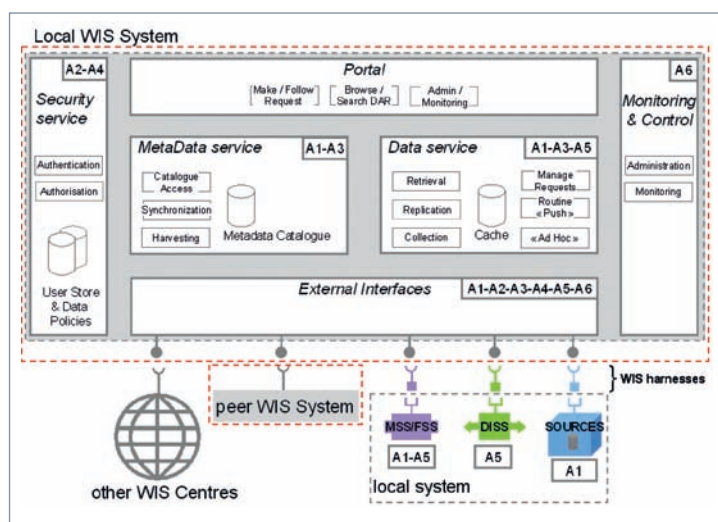 Local WIS System
A2-A4
Security
service
Authentication
Authorisation
User Store
& Data
Policies
Portal
Make / Follow
Request
Browse /
Search DAR
Admin /
Monitoring
MetaData service
A1-A3
Catalogue
Access
Synchronization
Harvesting
Metadata Catalogue
Data service
A1-A3-A5
Retrieval
Replication
Collection
Cache
Manage
Requests
Routine
«Push»
«Ad Hoc»
A6
Monitoring
& Control
Administration
Monitoring
External Interfaces
A1-A2-A3-A4-A5-A6
WIS harnesses
other WIS Centres
peer WIS System
MSS/FSS
A1-A5
DISS
A5
SOURCES
A1
local system